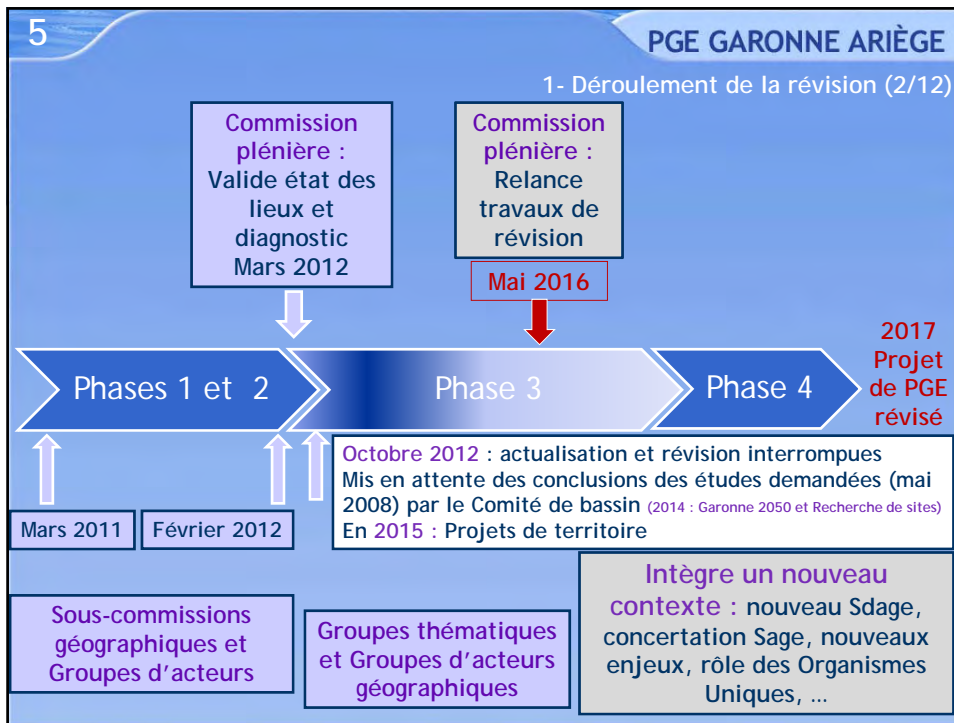 5
PGE GARONNE ARIÈGE
1- Déroulement de la révision (2/12)
Commission
plénière :
Valide état des
lieux et
diagnostic
Mars 2012
Commission
plénière :
Relance
travaux de
révision
Mai 2016
Phases 1 et 2
Phase 3
Phase 4
2017
Projet
de PGE
révisé
Mars 2011
Février 2012
Octobre 2012 : actualisation et révision interrompues
Mis en attente des conclusions des études demandées (mai
2008) par le Comité de bassin (2014 : Garonne 2050 et Recherche de sites)
En 2015 : Projets de territoire
Sous-commissions
géographiques et
Groupes d'acteurs
Groupes thématiques
et Groupes d'acteurs
géographiques
Intègre un nouveau
contexte : nouveau Sdage,
concertation Sage, nouveaux
enjeux, rôle des Organismes
Uniques, …